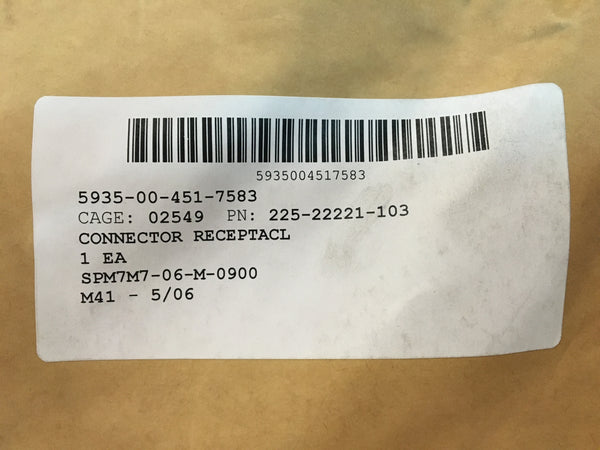 5935004517583
5935-00-451-7583
CAGE: 02549 PN: 225-22221-103
CONNECTOR RECEPTACL
1 EA
SPM7M7-06-M-0900
M41 - 5/06